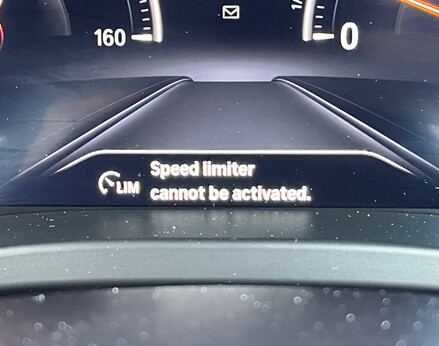 160
0
LIM
Speed limiter
cannot be activated.